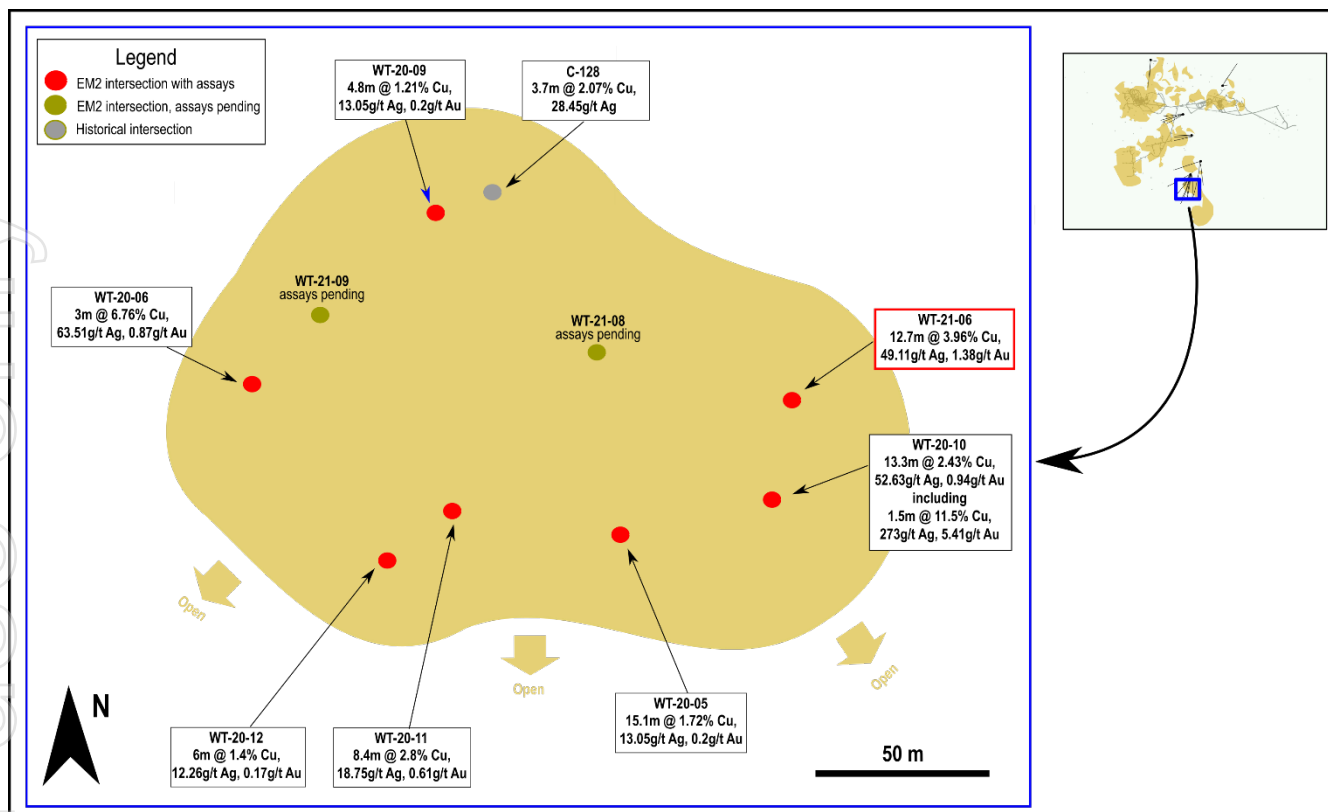 Legend
EM2 intersection with assays
EM2 intersection, assays pending
Historical intersection
WT-20-09
4.8m @ 1.21% Cu,
13.05g/t Ag, 0.2g/t Au
C-128
3.7m @ 2.07% Cu,
28.45g/t Ag
WT-21-09
assays pending
WT-20-06
3m @ 6.76% Cu,
63.51g/t Ag, 0.87g/t Au
WT-21-08
assays pending
WT-21-06
12.7m @ 3.96% Cu,
49.11g/t Ag, 1.38g/t Au
WT-20-10
13.3m @ 2.43% Cu,
52.63g/t Ag, 0.94g/t Au
including
1.5m @ 11.5% Cu,
273g/t Ag, 5.41g/t Au
Open
Open
Open
WT-20-05
15.1m @ 1.72% Cu,
13.05g/t Ag, 0.2g/t Au
WT-20-12
6m @ 1.4% Cu,
12.26g/t Ag, 0.17g/t Au
WT-20-11
8.4m @ 2.8% Cu,
18.75g/t Ag, 0.61g/t Au
N
50 m